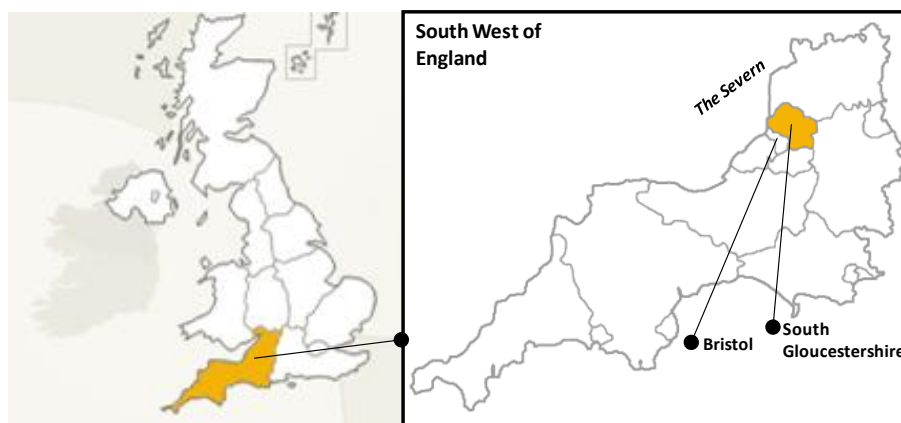 South West of
England
The Severn
Bristol
South
Gloucestershire